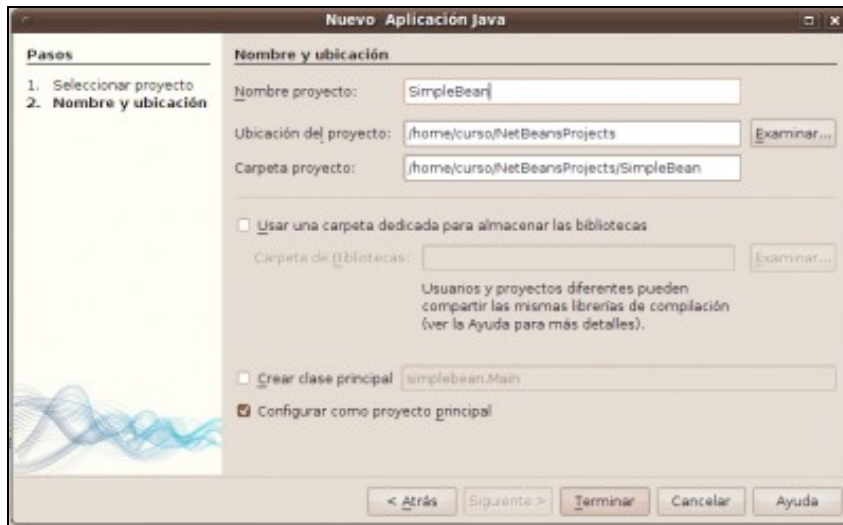 Nuevo Aplicación Java
Pasos
1. Seleccionar proyecto
2. Nombre y ubicación
Nombre y ubicación
Nombre proyecto: SimpleBean
Ubicación del proyecto: /home/curso/NetBeansProjects Examinar...
Carpeta proyecto: /home/curso/NetBeansProjects/SimpleBean
Usar una carpeta dedicada para almacenar las bibliotecas
Carpeta de Bibliotecas: Examinar...
Usuarios y proyectos diferentes pueden
compartir las mismas librerías de compilación
(ver la Ayuda para más detalles).
Crear clase principal simplebean.Main
Configurar como proyecto principal
< Atrás Siguiente > Terminar Cancelar Ayuda